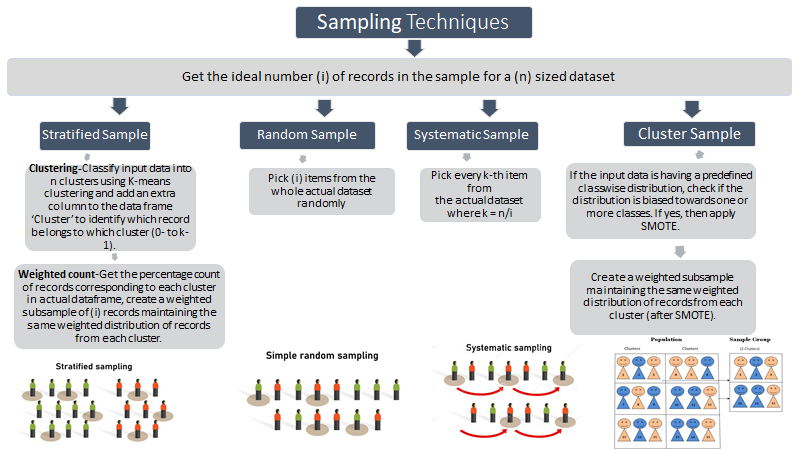 Sampling Techniques
Get the ideal number (i) of records in the sample for a (n) sized dataset
Stratified Sample
Clustering-Classify input data into
n clusters using K-means
clustering and add an extra
column to the data frame
‘Cluster’ to identify which record
belongs to which cluster (0- to k-
1).
Weighted count-Get the percentage count
of records corresponding to each cluster
in actual dataframe, create a weighted
subsample of (i) records maintaining the
same weighted distribution of records
from each cluster.
Stratified sampling
Random Sample
Pick (i) items from the
whole actual dataset
randomly
Simple random sampling
Systematic Sample
Pick every k-th item
from
the actual dataset
where k = n/i
Systematic sampling
Cluster Sample
If the input data is having a predefined
classwise distribution, check if the
distribution is biased towards one or
more classes. If yes, then apply
SMOTE.
Create a weighted subsample
maintaining the same weighted
distribution of records from each
cluster (after SMOTE).
Population
Clusters
Clusters
Sample Group